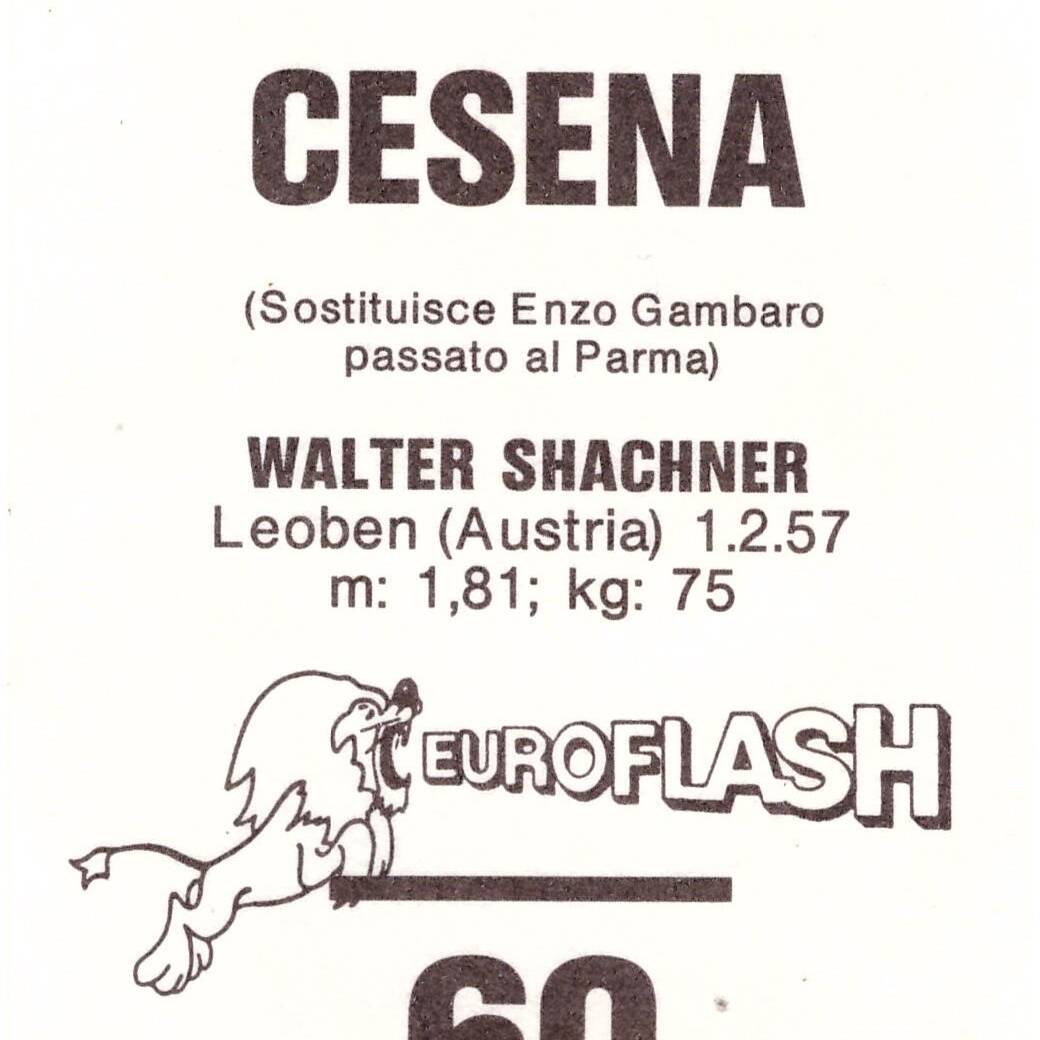 CESENA
(Sostituisce Enzo Gambaro
passato al Parma)
WALTER SHACHNER
Leoben (Austria) 1.2.57
m: 1,81; kg: 75
EUROFLASH
60